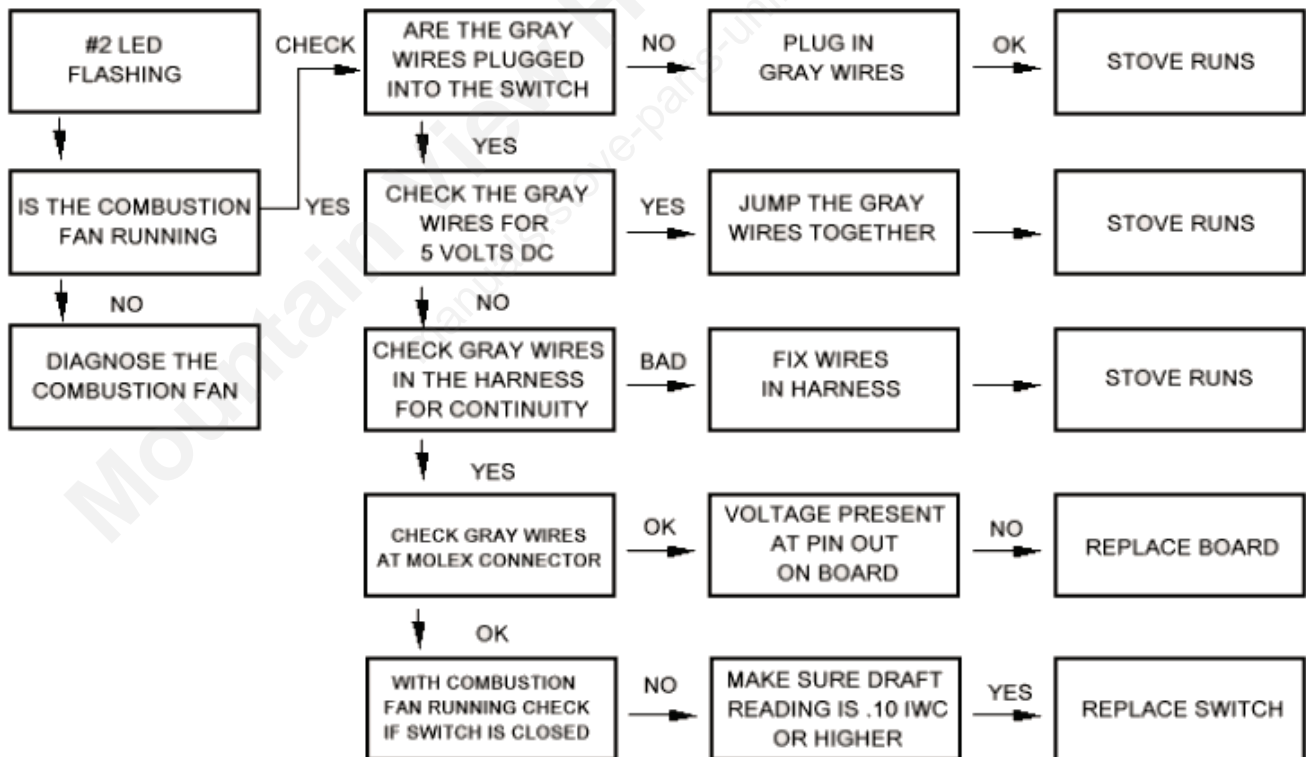 #2 LED
FLASHING
CHECK
ARE THE GRAY
WIRES PLUGGED
INTO THE SWITCH
NO
PLUG IN
GRAY WIRES
OK
STOVE RUNS
YES
IS THE COMBUSTION
FAN RUNNING
YES
CHECK THE GRAY
WIRES FOR
5 VOLTS DC
YES
JUMP THE GRAY
WIRES TOGETHER
STOVE RUNS
NO
NO
DIAGNOSE THE
COMBUSTION FAN
CHECK GRAY WIRES
IN THE HARNESS
FOR CONTINUITY
BAD
FIX WIRES
IN HARNESS
STOVE RUNS
YES
CHECK GRAY WIRES
AT MOLEX CONNECTOR
OK
VOLTAGE PRESENT
AT PIN OUT
ON BOARD
NO
REPLACE BOARD
OK
WITH COMBUSTION
FAN RUNNING CHECK
IF SWITCH IS CLOSED
NO
MAKE SURE DRAFT
READING IS .10 IWC
OR HIGHER
YES
REPLACE SWITCH
Mountain View